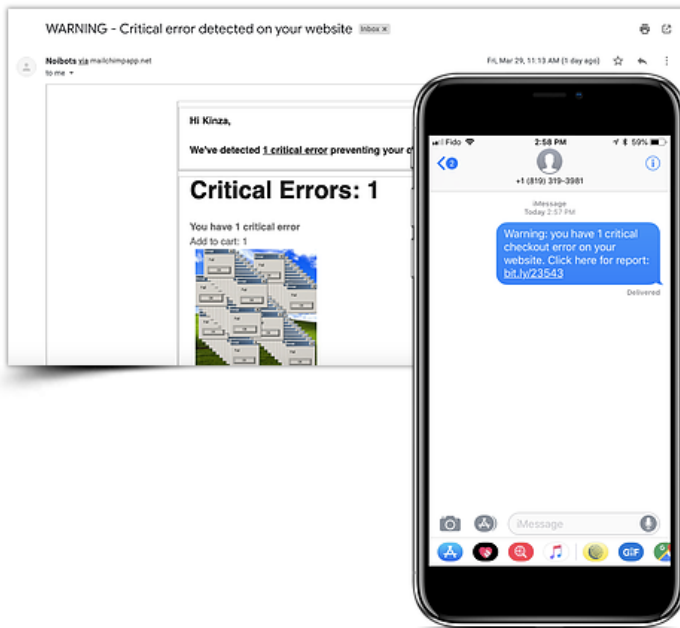 WARNING - Critical error detected on your website Inbox x
Noibots via mailchimpapp.net
Fri, Mar 29, 11:13 AM (1 day ago)
to me
Hi Kinza,
We've detected 1 critical error preventing your c
Critical Errors: 1
You have 1 critical error
Add to cart: 1
Fido
2:58 PM
59%
2
+1 (819) 319-3981
iMessage
Today 2:57 PM
Warning: you have 1 critical
checkout error on your
website. Click here for report:
bit.ly/23543
Delivered
iMessage
GIF